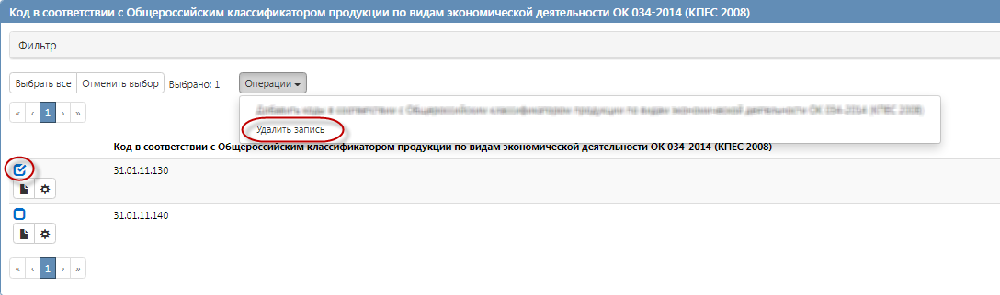 Код в соответствии с Общероссийским классификатором продукции по видам экономической деятельности ОК 034-2014 (КПЕС 2008)
Фильтр
Выбрать все Отменить выбор Выбрано: 1 Операции
Добавить коды в соответствии с Общероссийским классификатором продукции по видам экономической деятельности ОК 034-2014 (КПЕС 2008)
« ‹ 1 › »
Удалить запись
Код в соответствии с Общероссийским классификатором продукции по видам экономической деятельности ОК 034-2014 (КПЕС 2008)
31.01.11.130
31.01.11.140
« ‹ 1 › »